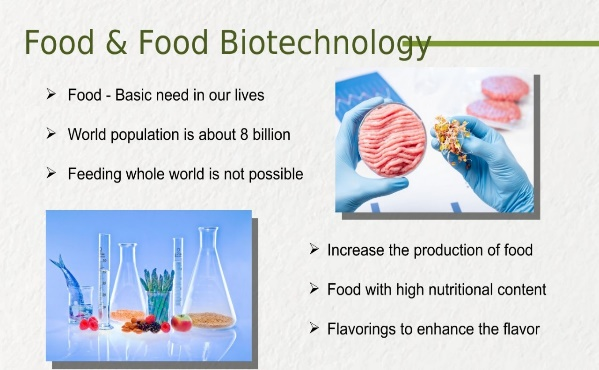 Food & Food Biotechnology
Food - Basic need in our lives
World population is about 8 billion
Feeding whole world is not possible
Increase the production of food
Food with high nutritional content
Flavorings to enhance the flavor